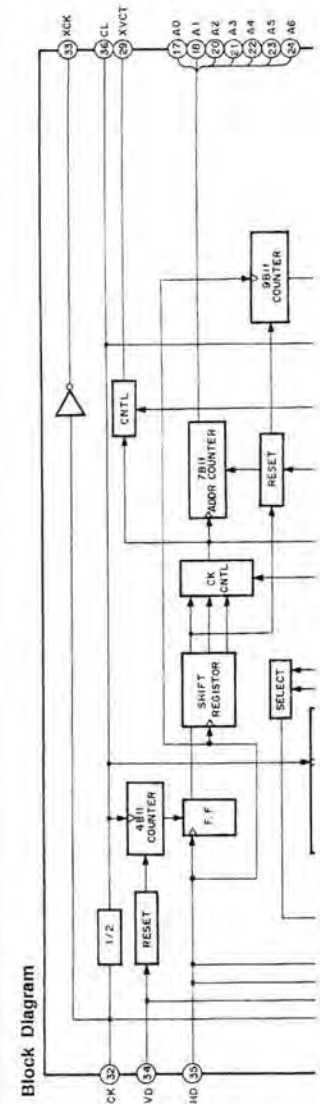 Block Diagram
33 XCK
36 CL
29 XVCT
17 A0
18 A1
20 A2
21 A3
22 A4
23 A5
24 A6
CNTL
9BIT
COUNTER
7BIT
ADDR COUNTER
RESET
CK
CNTL
SHIFT
REGISTOR
SELECT
4BIT
COUNTER
F.F
1/2
RESET
CK 32
VD 34
HD 35